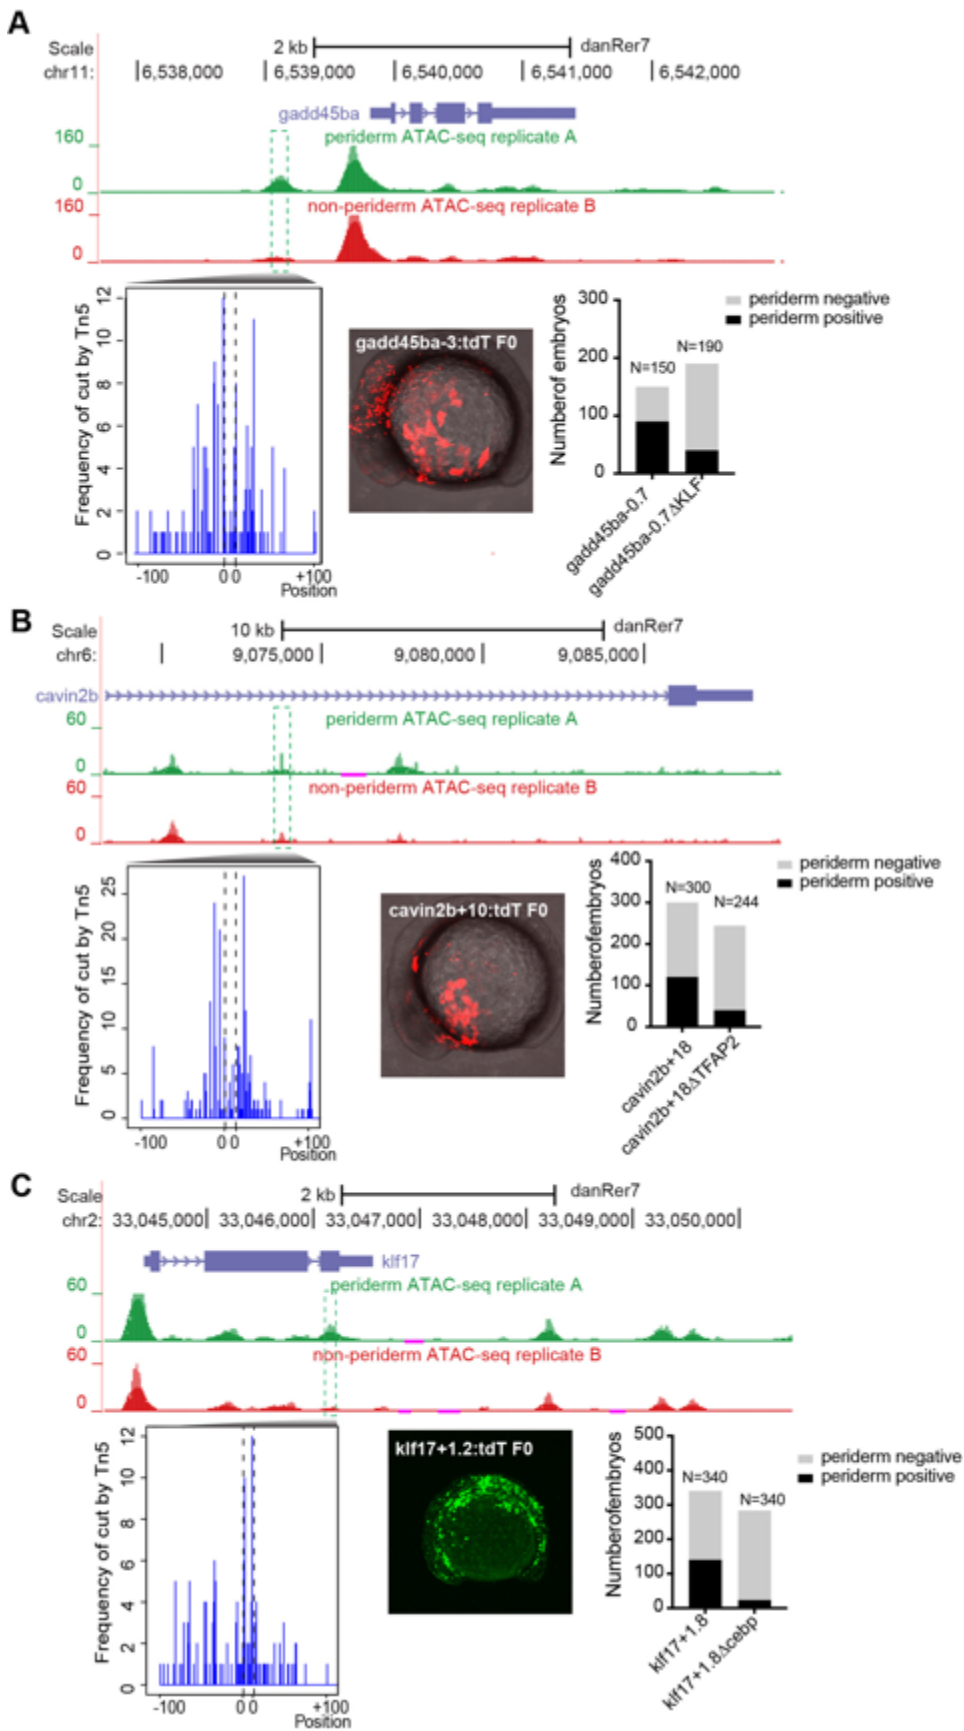 A
Scale 2 kb danRer7
chr11: 6,538,000 6,539,000 6,540,000 6,541,000 6,542,000
gadd45ba
periderm ATAC-seq replicate A
160
0
non-periderm ATAC-seq replicate B
160
0
Frequency of cut by Tn5
12
10
8
6
4
2
0
-100 0 0 +100
Position
gadd45ba-3:tdT F0
Numberof embryos
300
200
100
0
periderm negative
periderm positive
N=150
N=190
gadd45ba-0.7
gadd45ba-0.7ΔKLF
B
Scale 10 kb danRer7
chr6: 9,075,000 9,080,000 9,085,000
cavin2b
periderm ATAC-seq replicate A
60
0
non-periderm ATAC-seq replicate B
60
0
Frequency of cut by Tn5
25
20
15
10
5
0
-100 0 0 +100
Position
cavin2b+10:tdT F0
Numberofembryos
400
300
200
100
0
periderm negative
periderm positive
N=300
N=244
cavin2b+18
cavin2b+18ΔTFAP2
C
Scale 2 kb danRer7
chr2: 33,045,000 33,046,000 33,047,000 33,048,000 33,049,000 33,050,000
klf17
periderm ATAC-seq replicate A
60
0
non-periderm ATAC-seq replicate B
60
0
Frequency of cut by Tn5
12
10
8
6
4
2
0
-100 0 0 +100
Position
klf17+1.2:tdT F0
Numberofembryos
500
400
300
200
100
0
periderm negative
periderm positive
N=340
N=340
klf17+1.8
klf17+1.8Δcebp